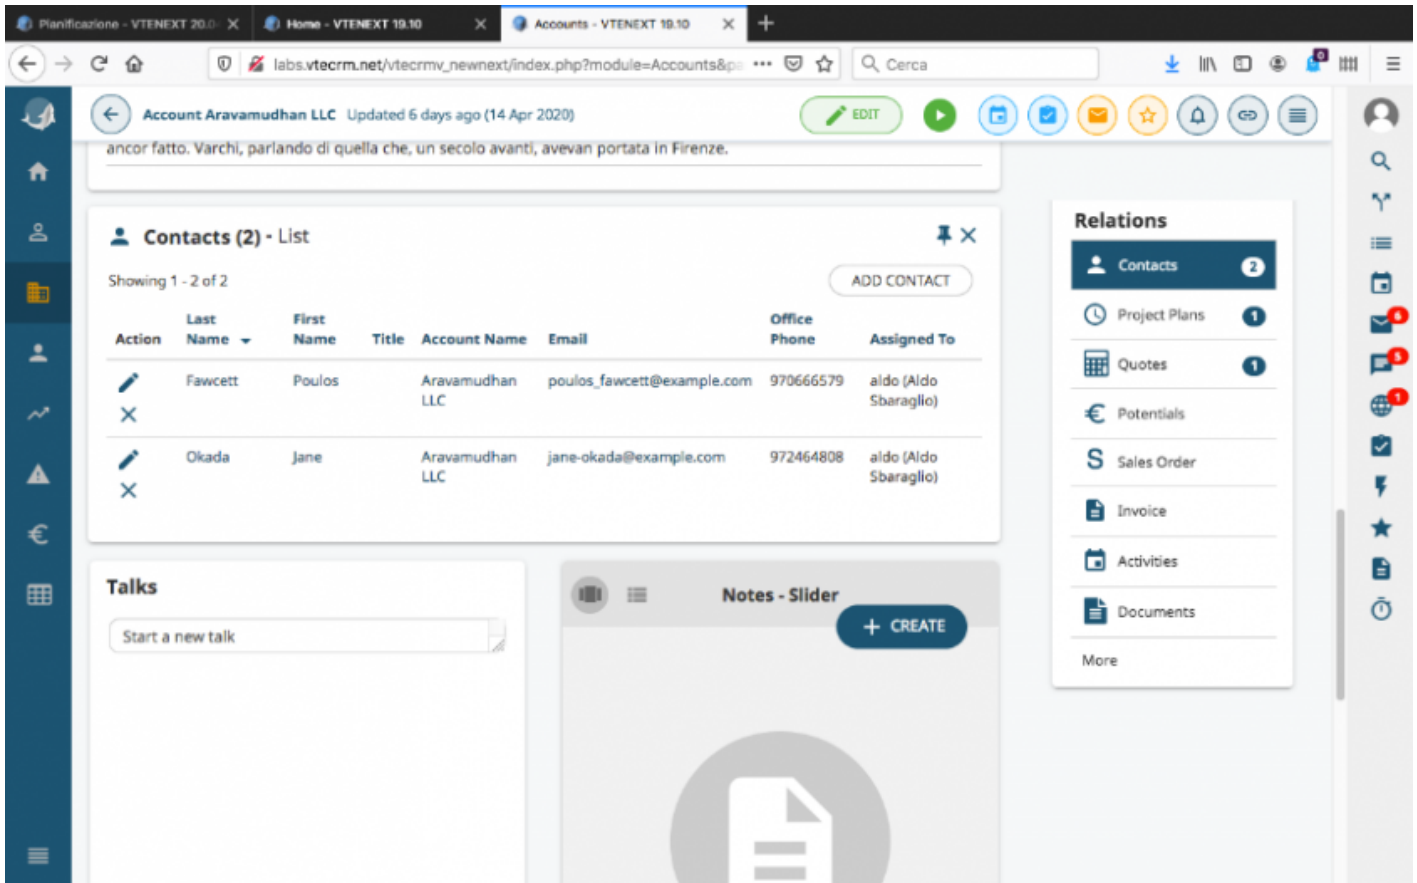 Pianificazione - VTENEXT 20.0
Home - VTENEXT 19.10
Accounts - VTENEXT 19.10
labs.vtecrm.net/vtecrmv_newnext/index.php?module=Accounts&pa
Cerca
Account Aravamudhan LLC Updated 6 days ago (14 Apr 2020)
EDIT
ancor fatto. Varchi, parlando di quella che, un secolo avanti, avevan portata in Firenze.
Contacts (2) - List
Showing 1 - 2 of 2
ADD CONTACT
Action Last Name First Name Title Account Name Email Office Phone Assigned To
Fawcett Poulos Aravamudhan LLC poulos_fawcett@example.com 970666579 aldo (Aldo Sbaraglio)
Okada Jane Aravamudhan LLC jane-okada@example.com 972464808 aldo (Aldo Sbaraglio)
Talks
Start a new talk
Notes - Slider
+ CREATE
Relations
Contacts 2
Project Plans 1
Quotes 1
€ Potentials
S Sales Order
Invoice
Activities
Documents
More
6
5
1